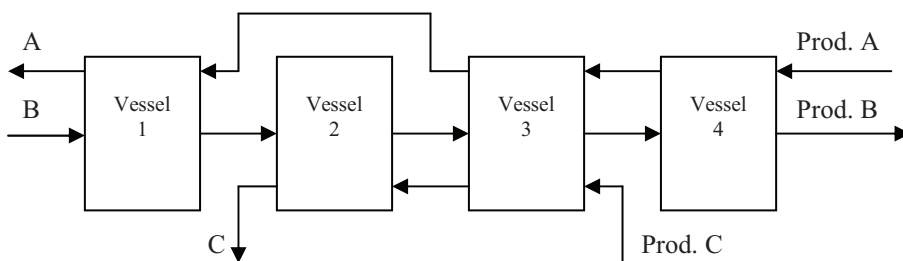 A
Prod. A
B
Vessel
1
Vessel
2
Vessel
3
Vessel
4
Prod. B
C
Prod. C